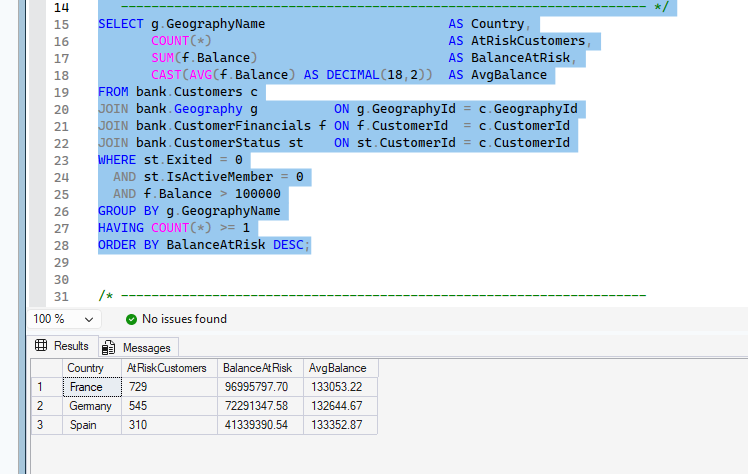 14 --------------------------------------------------------------------- */
15 SELECT g.GeographyName AS Country,
16 COUNT(*) AS AtRiskCustomers,
17 SUM(f.Balance) AS BalanceAtRisk,
18 CAST(AVG(f.Balance) AS DECIMAL(18,2)) AS AvgBalance
19 FROM bank.Customers c
20 JOIN bank.Geography g ON g.GeographyId = c.GeographyId
21 JOIN bank.CustomerFinancials f ON f.CustomerId = c.CustomerId
22 JOIN bank.CustomerStatus st ON st.CustomerId = c.CustomerId
23 WHERE st.Exited = 0
24 AND st.IsActiveMember = 0
25 AND f.Balance > 100000
26 GROUP BY g.GeographyName
27 HAVING COUNT(*) >= 1
28 ORDER BY BalanceAtRisk DESC;
29
30
31 /* ---------------------------------------------------------------------
100 % No issues found
Results Messages
Country AtRiskCustomers BalanceAtRisk AvgBalance
1 France 729 96995797.70 133053.22
2 Germany 545 72291347.58 132644.67
3 Spain 310 41339390.54 133352.87